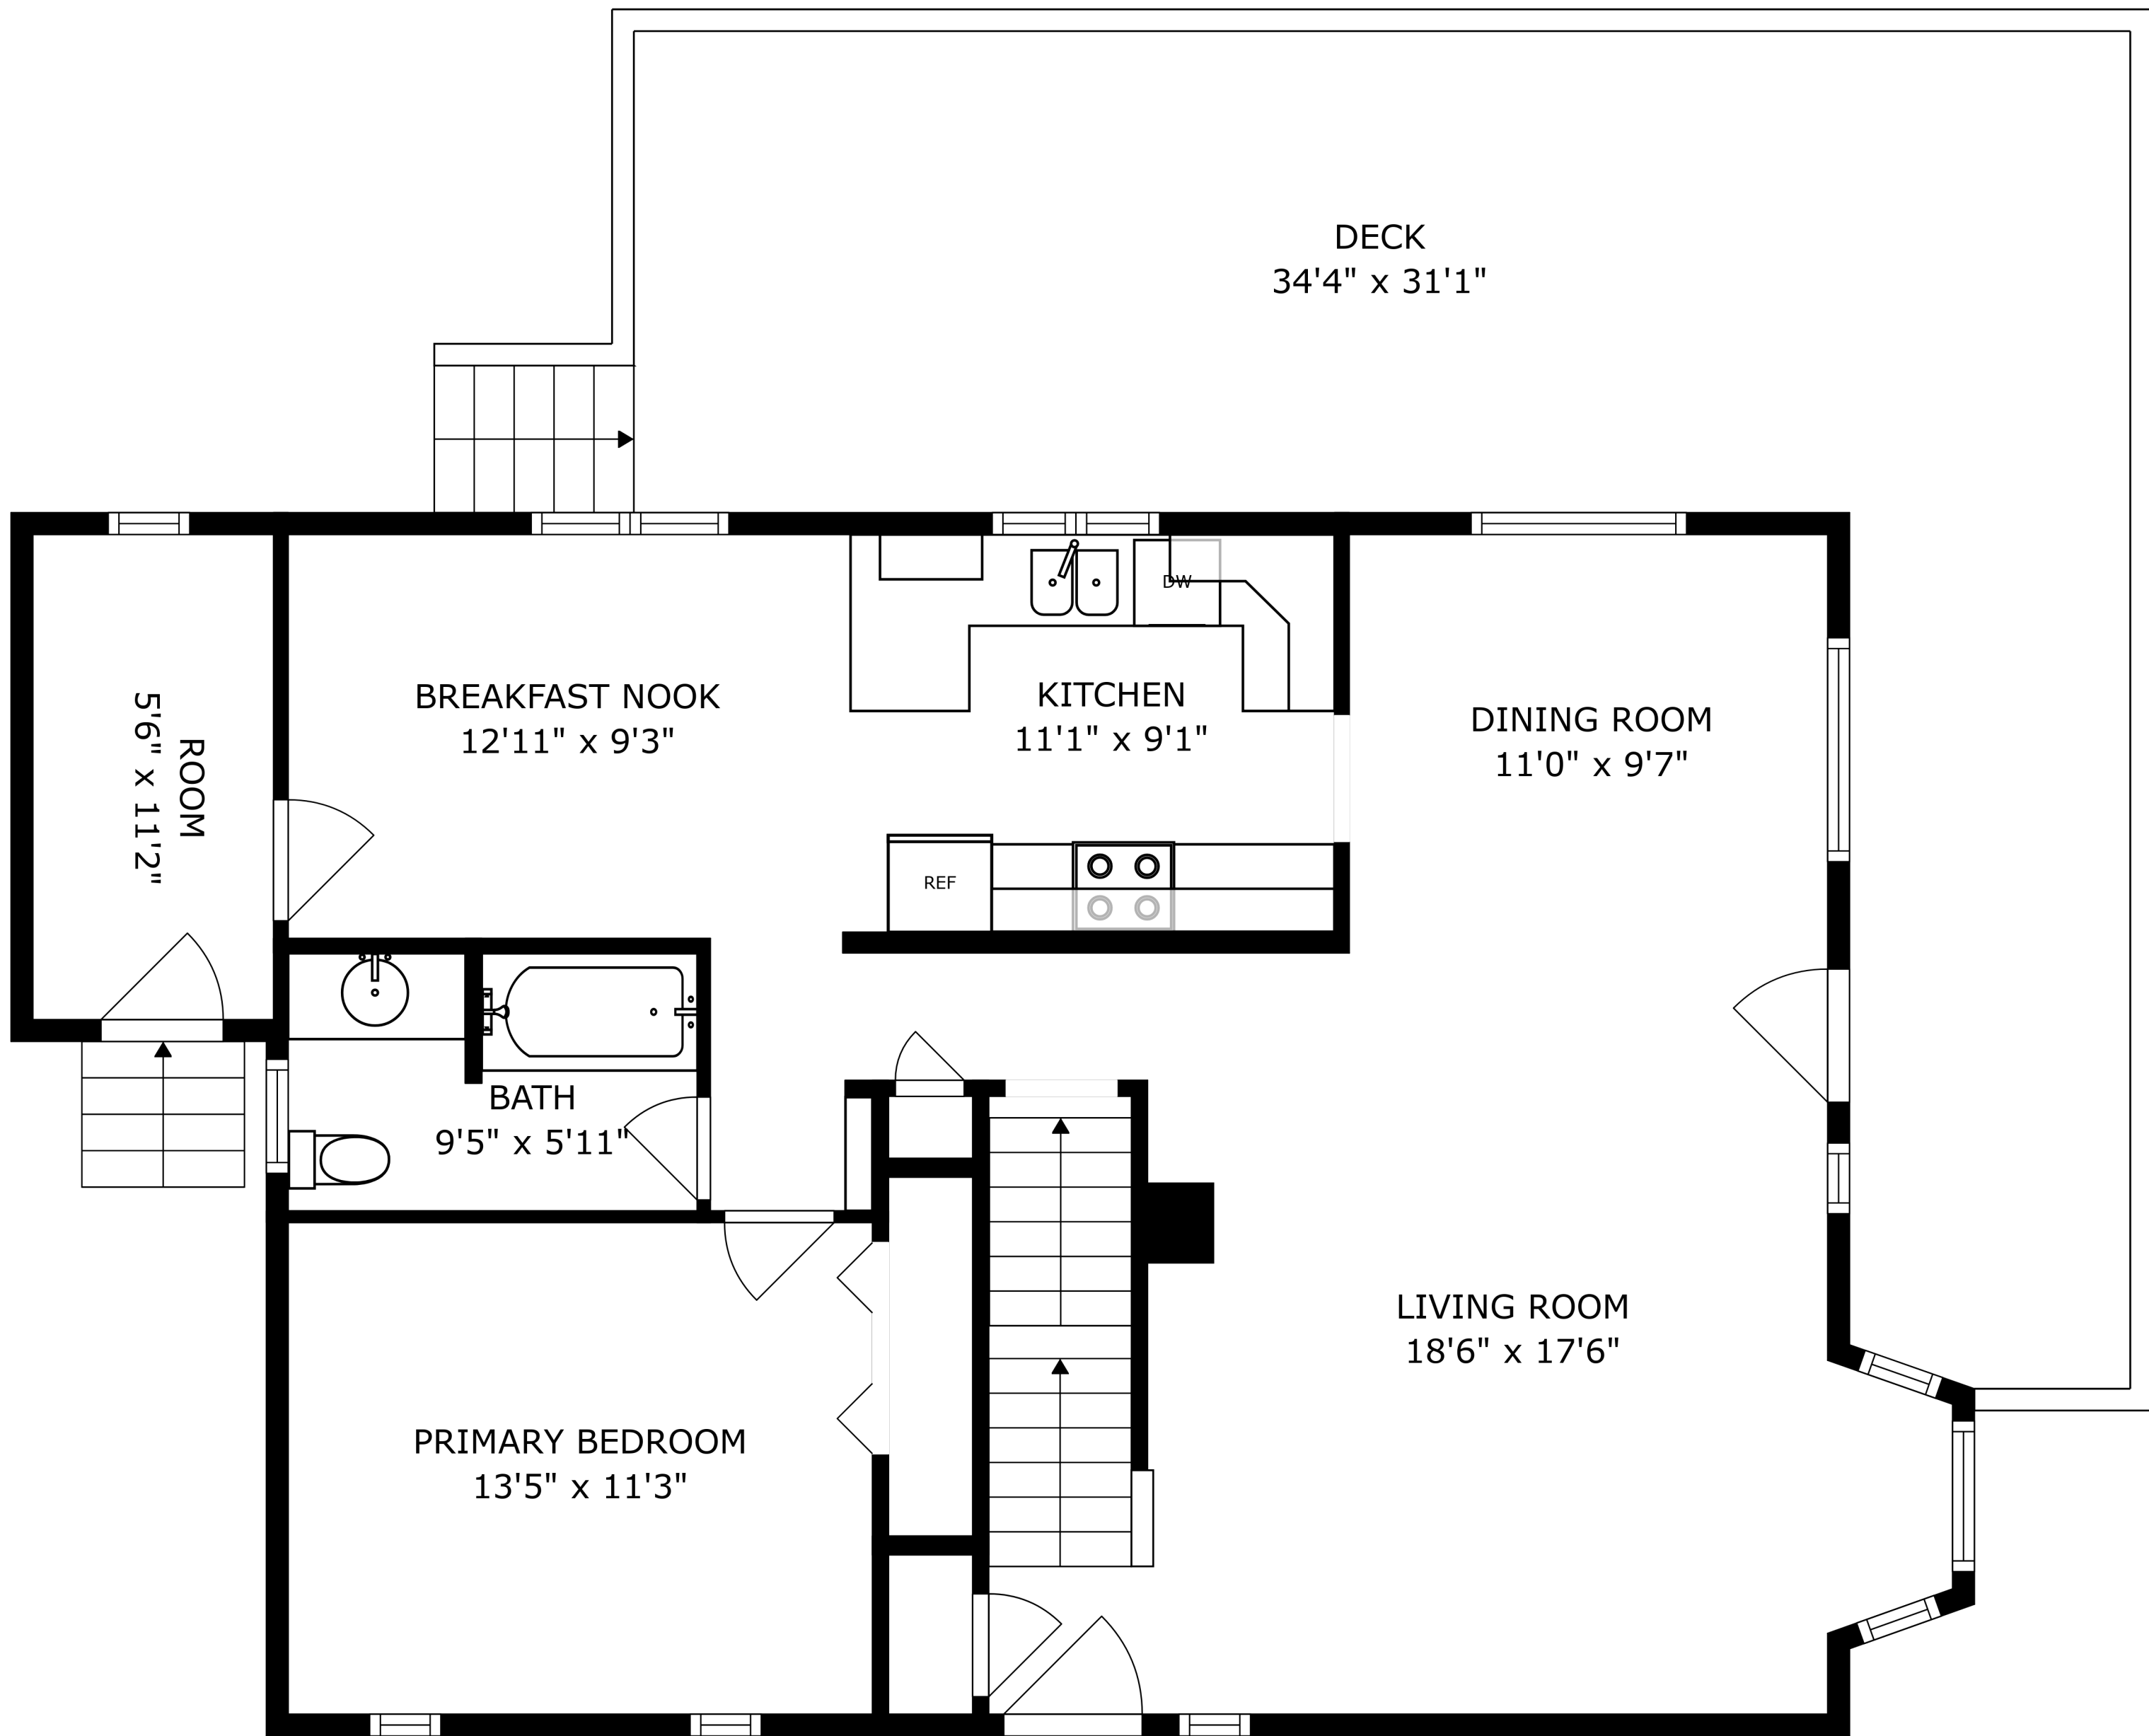 DECK
34'4" x 31'1"
BREAKFAST NOOK
12'11" x 9'3"
KITCHEN
11'1" x 9'1"
DW
REF
DINING ROOM
11'0" x 9'7"
ROOM
5'6" x 11'2"
BATH
9'5" x 5'11"
LIVING ROOM
18'6" x 17'6"
PRIMARY BEDROOM
13'5" x 11'3"